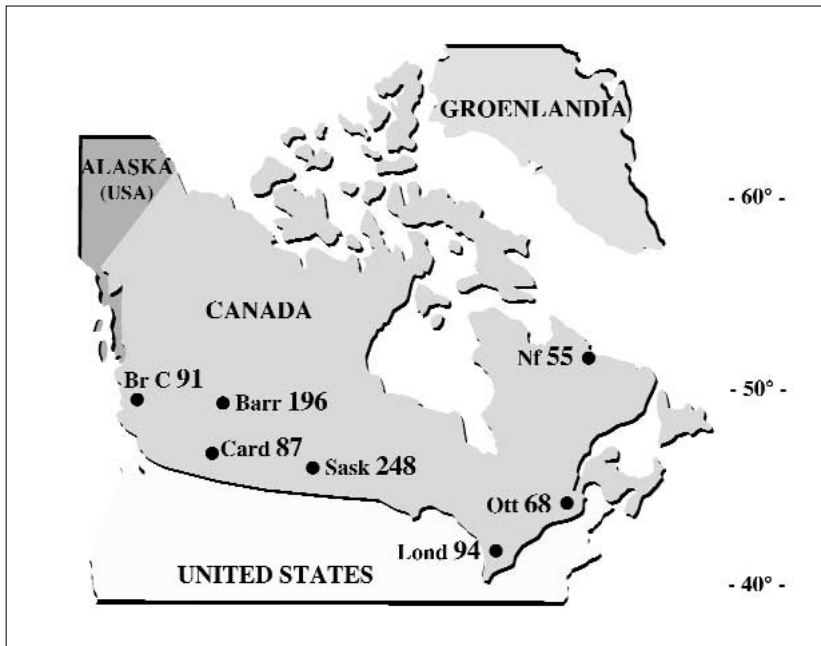 GROENLANDIA
ALASKA
(USA)
- 60° -
CANADA
Nf 55
Br C 91
- 50° -
Barr 196
Card 87
Sask 248
Ott 68
Lond 94
UNITED STATES
- 40° -